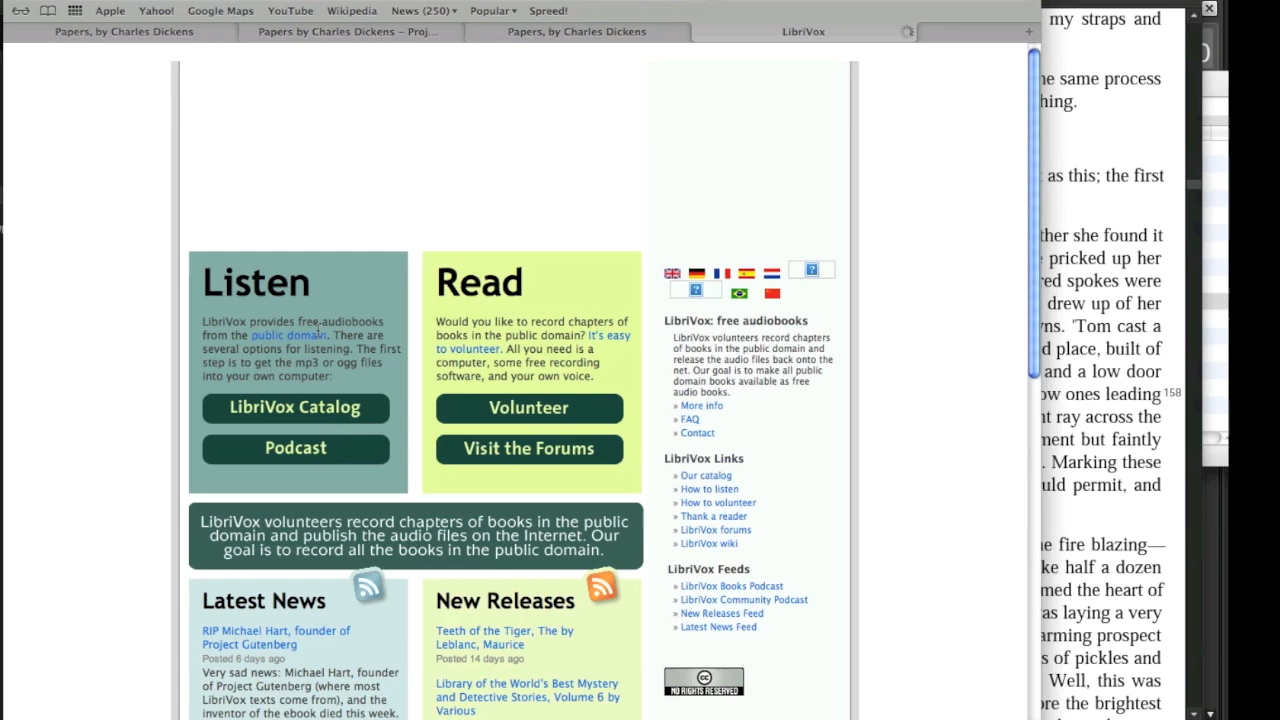 Apple Yahoo! Google Maps YouTube Wikipedia News (250) Popular Spreed!
Papers, by Charles Dickens
Papers by Charles Dickens – Proj...
Papers, by Charles Dickens
LibriVox
Listen
LibriVox provides free audiobooks
from the public domain. There are
several options for listening. The first
step is to get the mp3 or ogg files
into your own computer:
LibriVox Catalog
Podcast
Read
Would you like to record chapters of
books in the public domain? It's easy
to volunteer. All you need is a
computer, some free recording
software, and your own voice.
Volunteer
Visit the Forums
LibriVox volunteers record chapters of books in the public
domain and publish the audio files on the Internet. Our
goal is to record all the books in the public domain.
Latest News
RIP Michael Hart, founder of
Project Gutenberg
Posted 6 days ago
Very sad news: Michael Hart, founder
of Project Gutenberg (where most
LibriVox texts come from), and the
inventor of the ebook died this week.
New Releases
Teeth of the Tiger, The by
Leblanc, Maurice
Posted 14 days ago
Library of the World's Best Mystery
and Detective Stories, Volume 6 by
Various
LibriVox: free audiobooks
LibriVox volunteers record chapters
of books in the public domain and
release the audio files back onto the
net. Our goal is to make all public
domain books available as free
audio books.
» More info
» FAQ
» Contact
LibriVox Links
» Our catalog
» How to listen
» How to volunteer
» Thank a reader
» LibriVox forums
» LibriVox wiki
LibriVox Feeds
» LibriVox Books Podcast
» LibriVox Community Podcast
» New Releases Feed
» Latest News Feed
cc
NO RIGHTS RESERVED
my straps and
same process
hing.
as this; the first
ther she found it
pricked up her
red spokes were
drew up of her
ns. 'Tom cast a
d place, built of
and a low door
ow ones leading
158
nt ray across the
ment but faintly
. Marking these
uld permit, and
fire blazing—
ke half a dozen
med the heart of
as laying a very
arming prospect
s of pickles and
Well, this was
ore the brightest